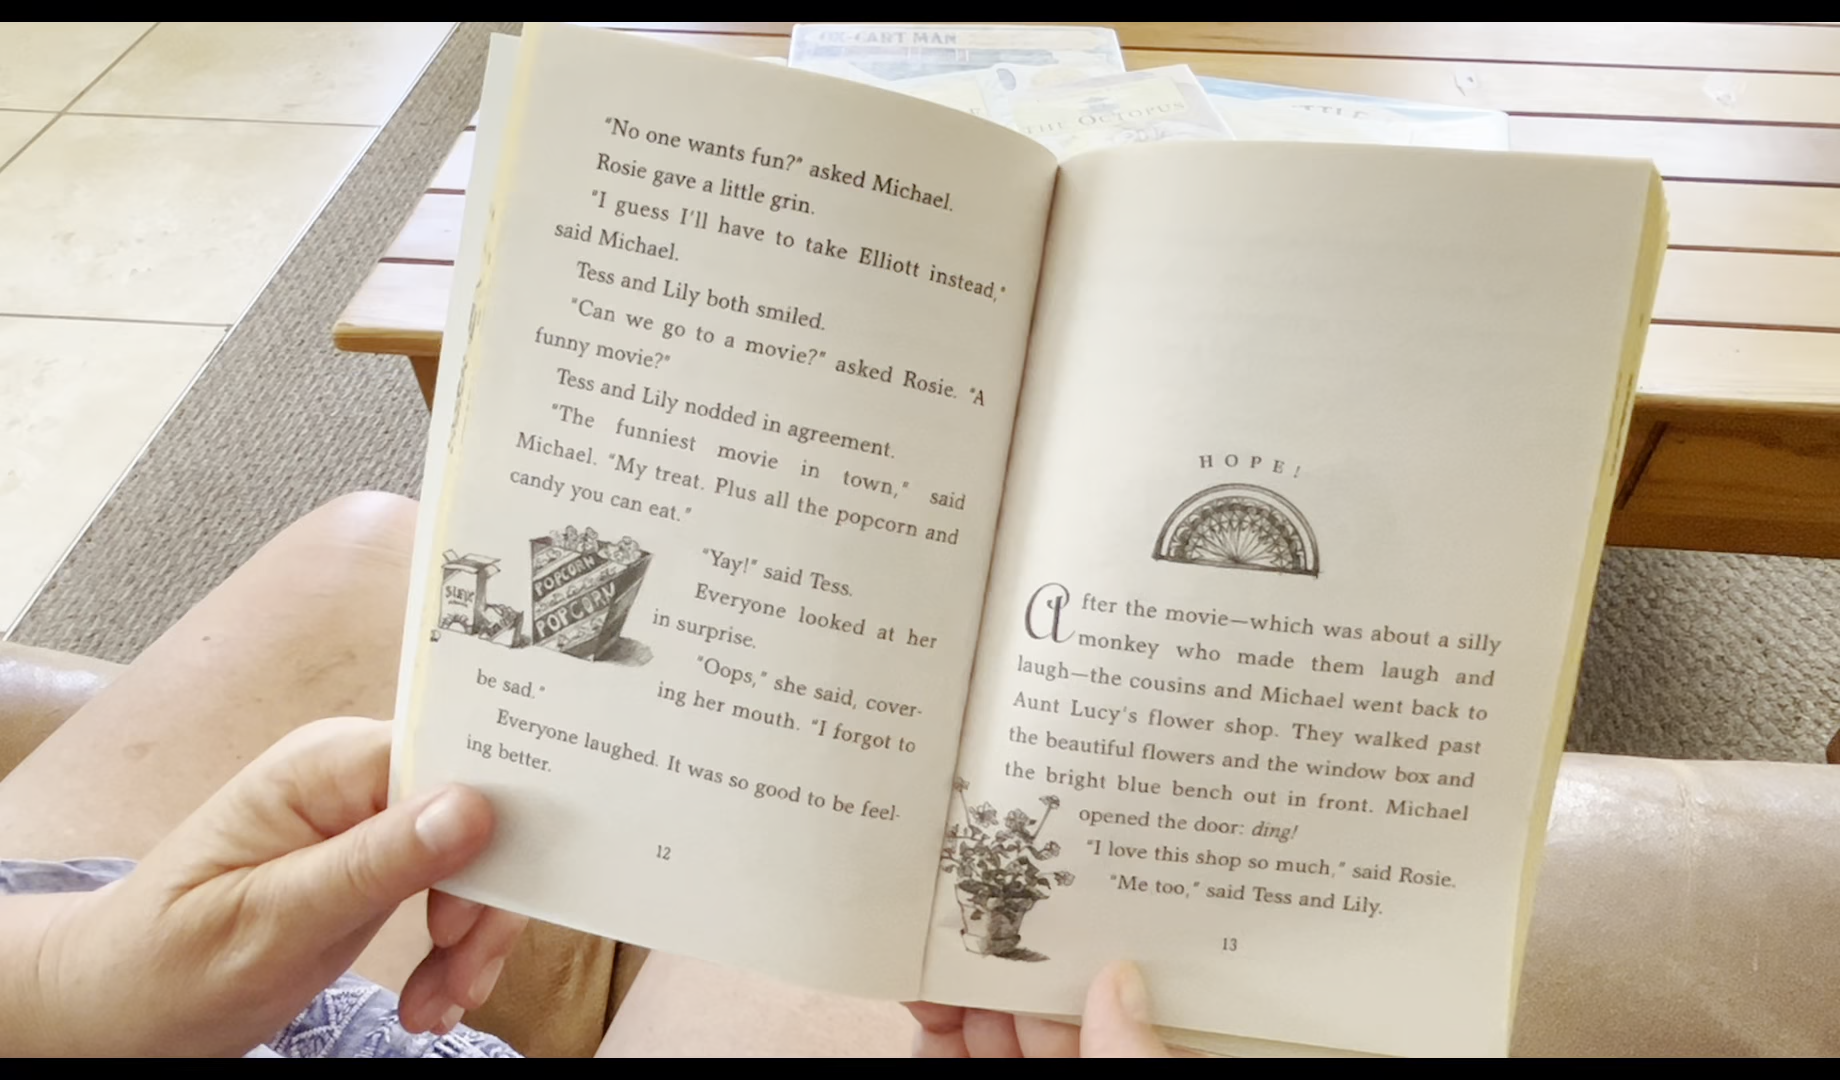 OX-CART MAN
THE OCTOPUS
"No one wants fun?" asked Michael.
Rosie gave a little grin.
"I guess I'll have to take Elliott instead,"
said Michael.
Tess and Lily both smiled.
"Can we go to a movie?" asked Rosie. "A
funny movie?"
Tess and Lily nodded in agreement.
"The funniest movie in town," said
Michael. "My treat. Plus all the popcorn and
candy you can eat."
POPCORN
POPCORN
"Yay!" said Tess.
Everyone looked at her
in surprise.
"Oops," she said, cover-
ing her mouth. "I forgot to
be sad."
Everyone laughed. It was so good to be feel-
ing better.
12
HOPE!
After the movie—which was about a silly
monkey who made them laugh and
laugh—the cousins and Michael went back to
Aunt Lucy's flower shop. They walked past
the beautiful flowers and the window box and
the bright blue bench out in front. Michael
opened the door: ding!
"I love this shop so much," said Rosie.
"Me too," said Tess and Lily.
13